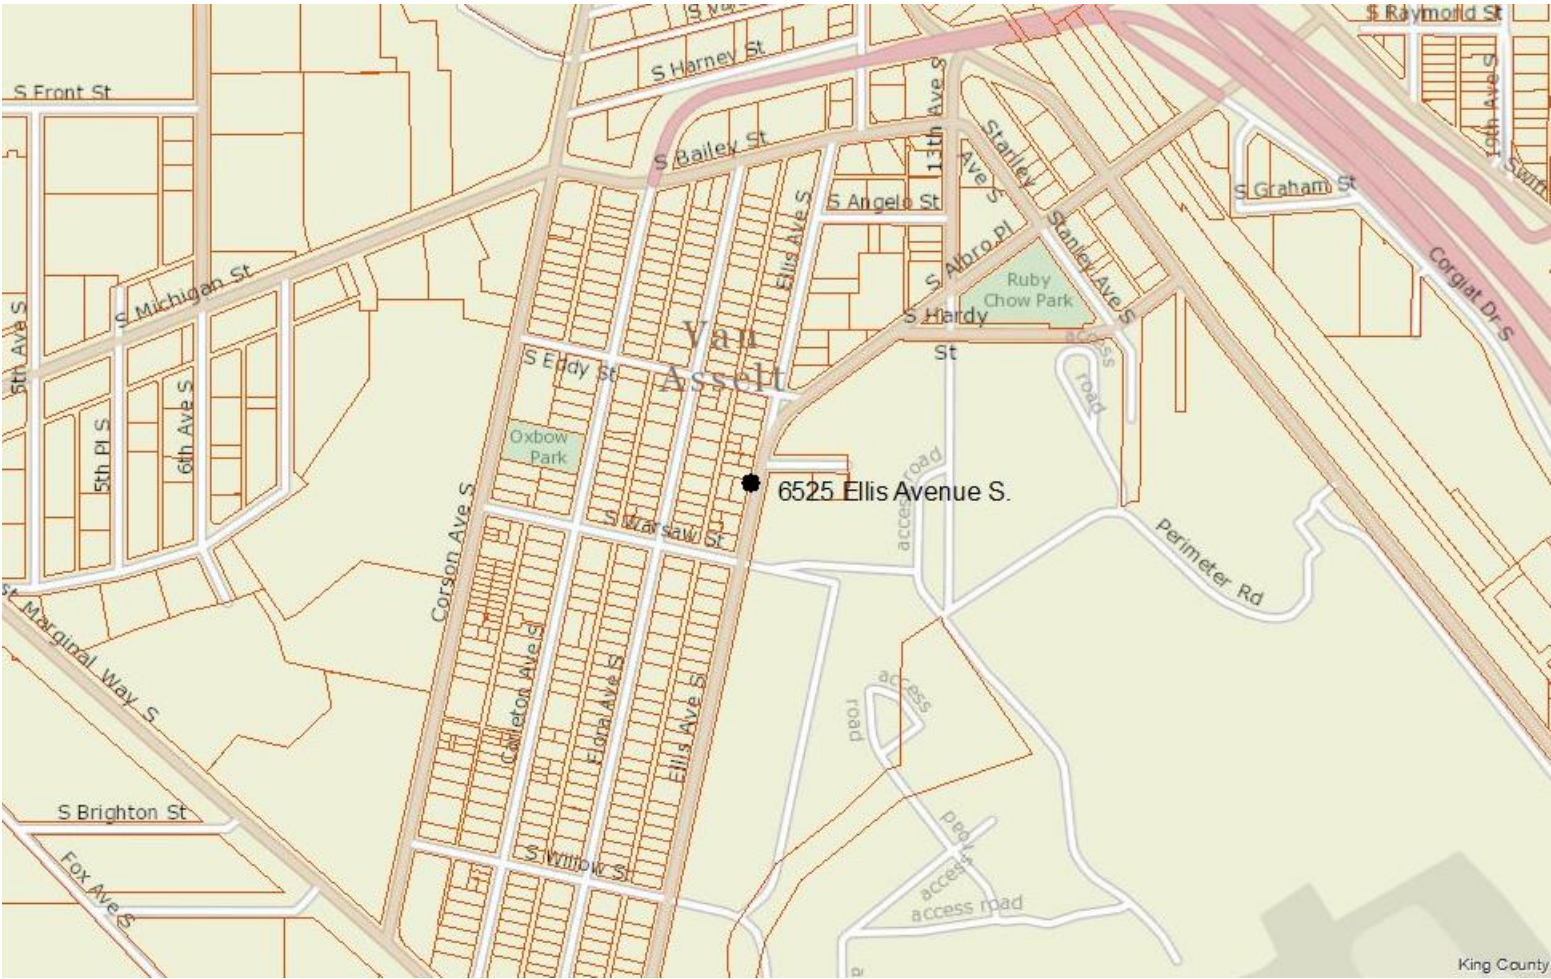 S Raymond St
S Harney St
S Front St
S Bailey St
13th Ave S
Stanley
Ave S
19th Ave S
S Swift
S Graham St
S Angelo St
Ellis Ave S
S Albro Pl
Stanley Ave S
Ruby
Chow Park
Corgiat Dr S
S Michigan St
5th Ave S
S Hardy
St
Van
Asselt
S Eddy St
access
road
5th Pl S
6th Ave S
Oxbow
Park
access road
6525 Ellis Avenue S.
S Warsaw St
Corson Ave S
Perimeter Rd
st Marginal Way S
Carleton Ave S
Flora Ave S
Ellis Ave S
access
road
S Brighton St
Fox Ave S
S Willow S
access
road
access road
King County